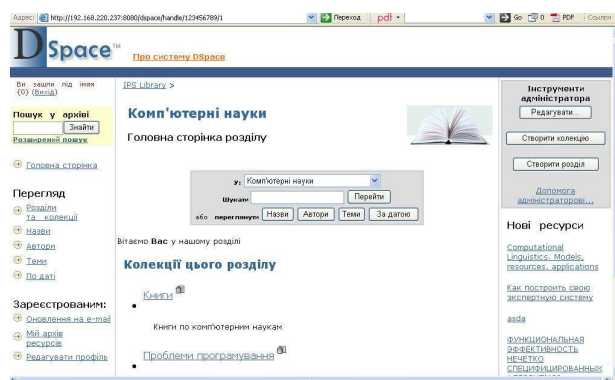 Адрес: http://192.168.220.237:8080/dspace/handle/123456789/1 Переход pdf Go 0 PDF Ссылки
DSpace™ Про систему DSpace
Ви зашли під імям
{0} (Вихід)
Пошук у архіві
Знайти
Розширений пошук
Головна сторінка
Перегляд
Розділи
та колекції
Назви
Автори
Теми
По даті
Зареєстрованим:
Оновлення на e-mail
Мій архів
ресурсів
Редагувати профіль
IPS Library >
Комп'ютерні науки
Головна сторінка розділу
У: Комп'ютерні науки
Шукати Перейти
або переглянути Назви Автори Теми За датою
Вітаємо Вас у нашому розділі
Колекції цього розділу
Книги
Книги по комп'ютерним наукам
Проблеми програмування
Інструменти
адміністратора
Редагувати...
Створити колекцію
Створити розділ
Допомога
адміністраторові...
Нові ресурси
Computational
Linguistics. Models,
resources, applications
Как построить свою
экспертную систему
asda
ФУНКЦИОНАЛЬНАЯ
ЭФФЕКТИВНОСТЬ
НЕЧЕТКО
СПЕЦИФИЦИРОВАННЫХ